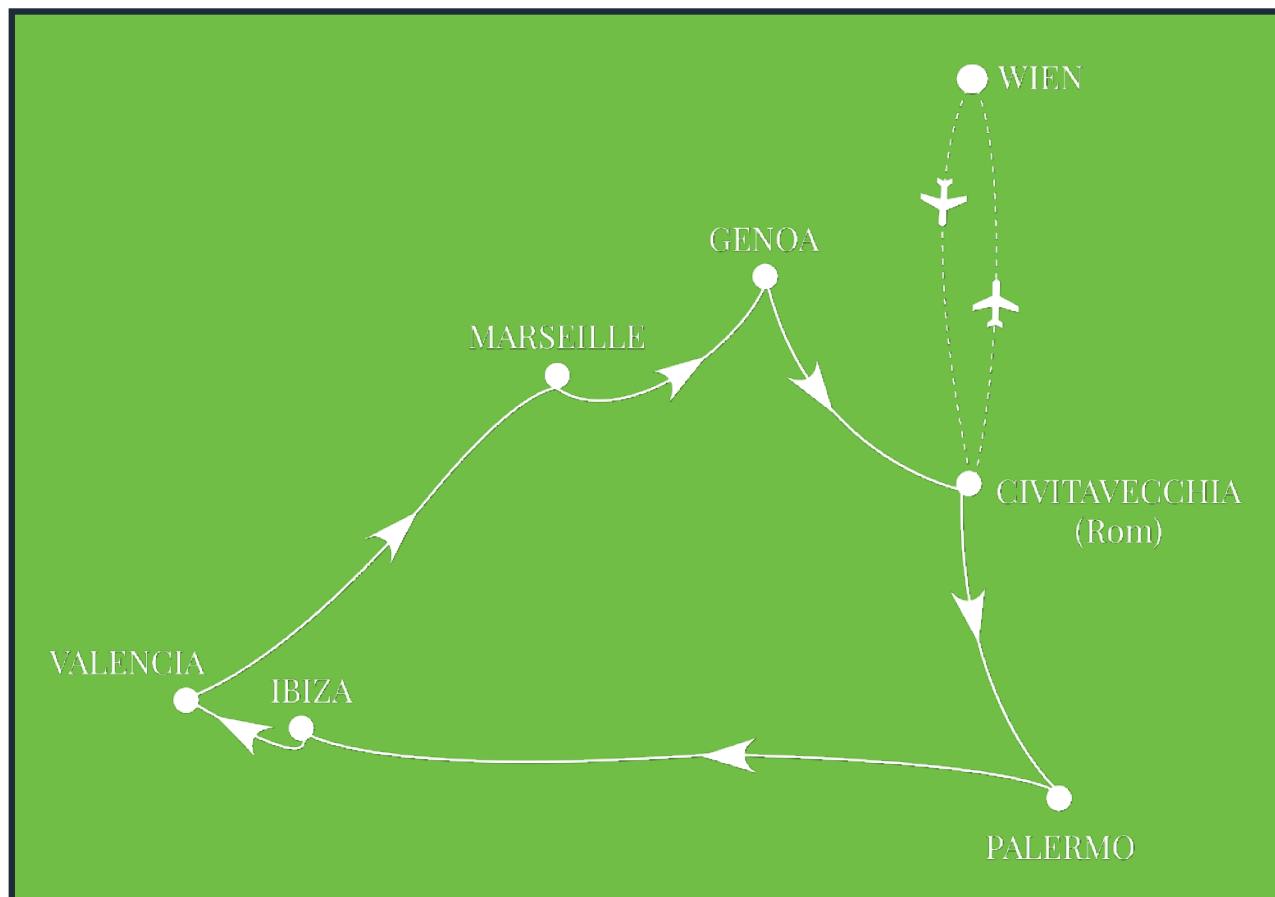 WIEN
GENOA
MARSEILLE
CIVITAVECCHIA
(Rom)
VALENCIA
IBIZA
PALERMO